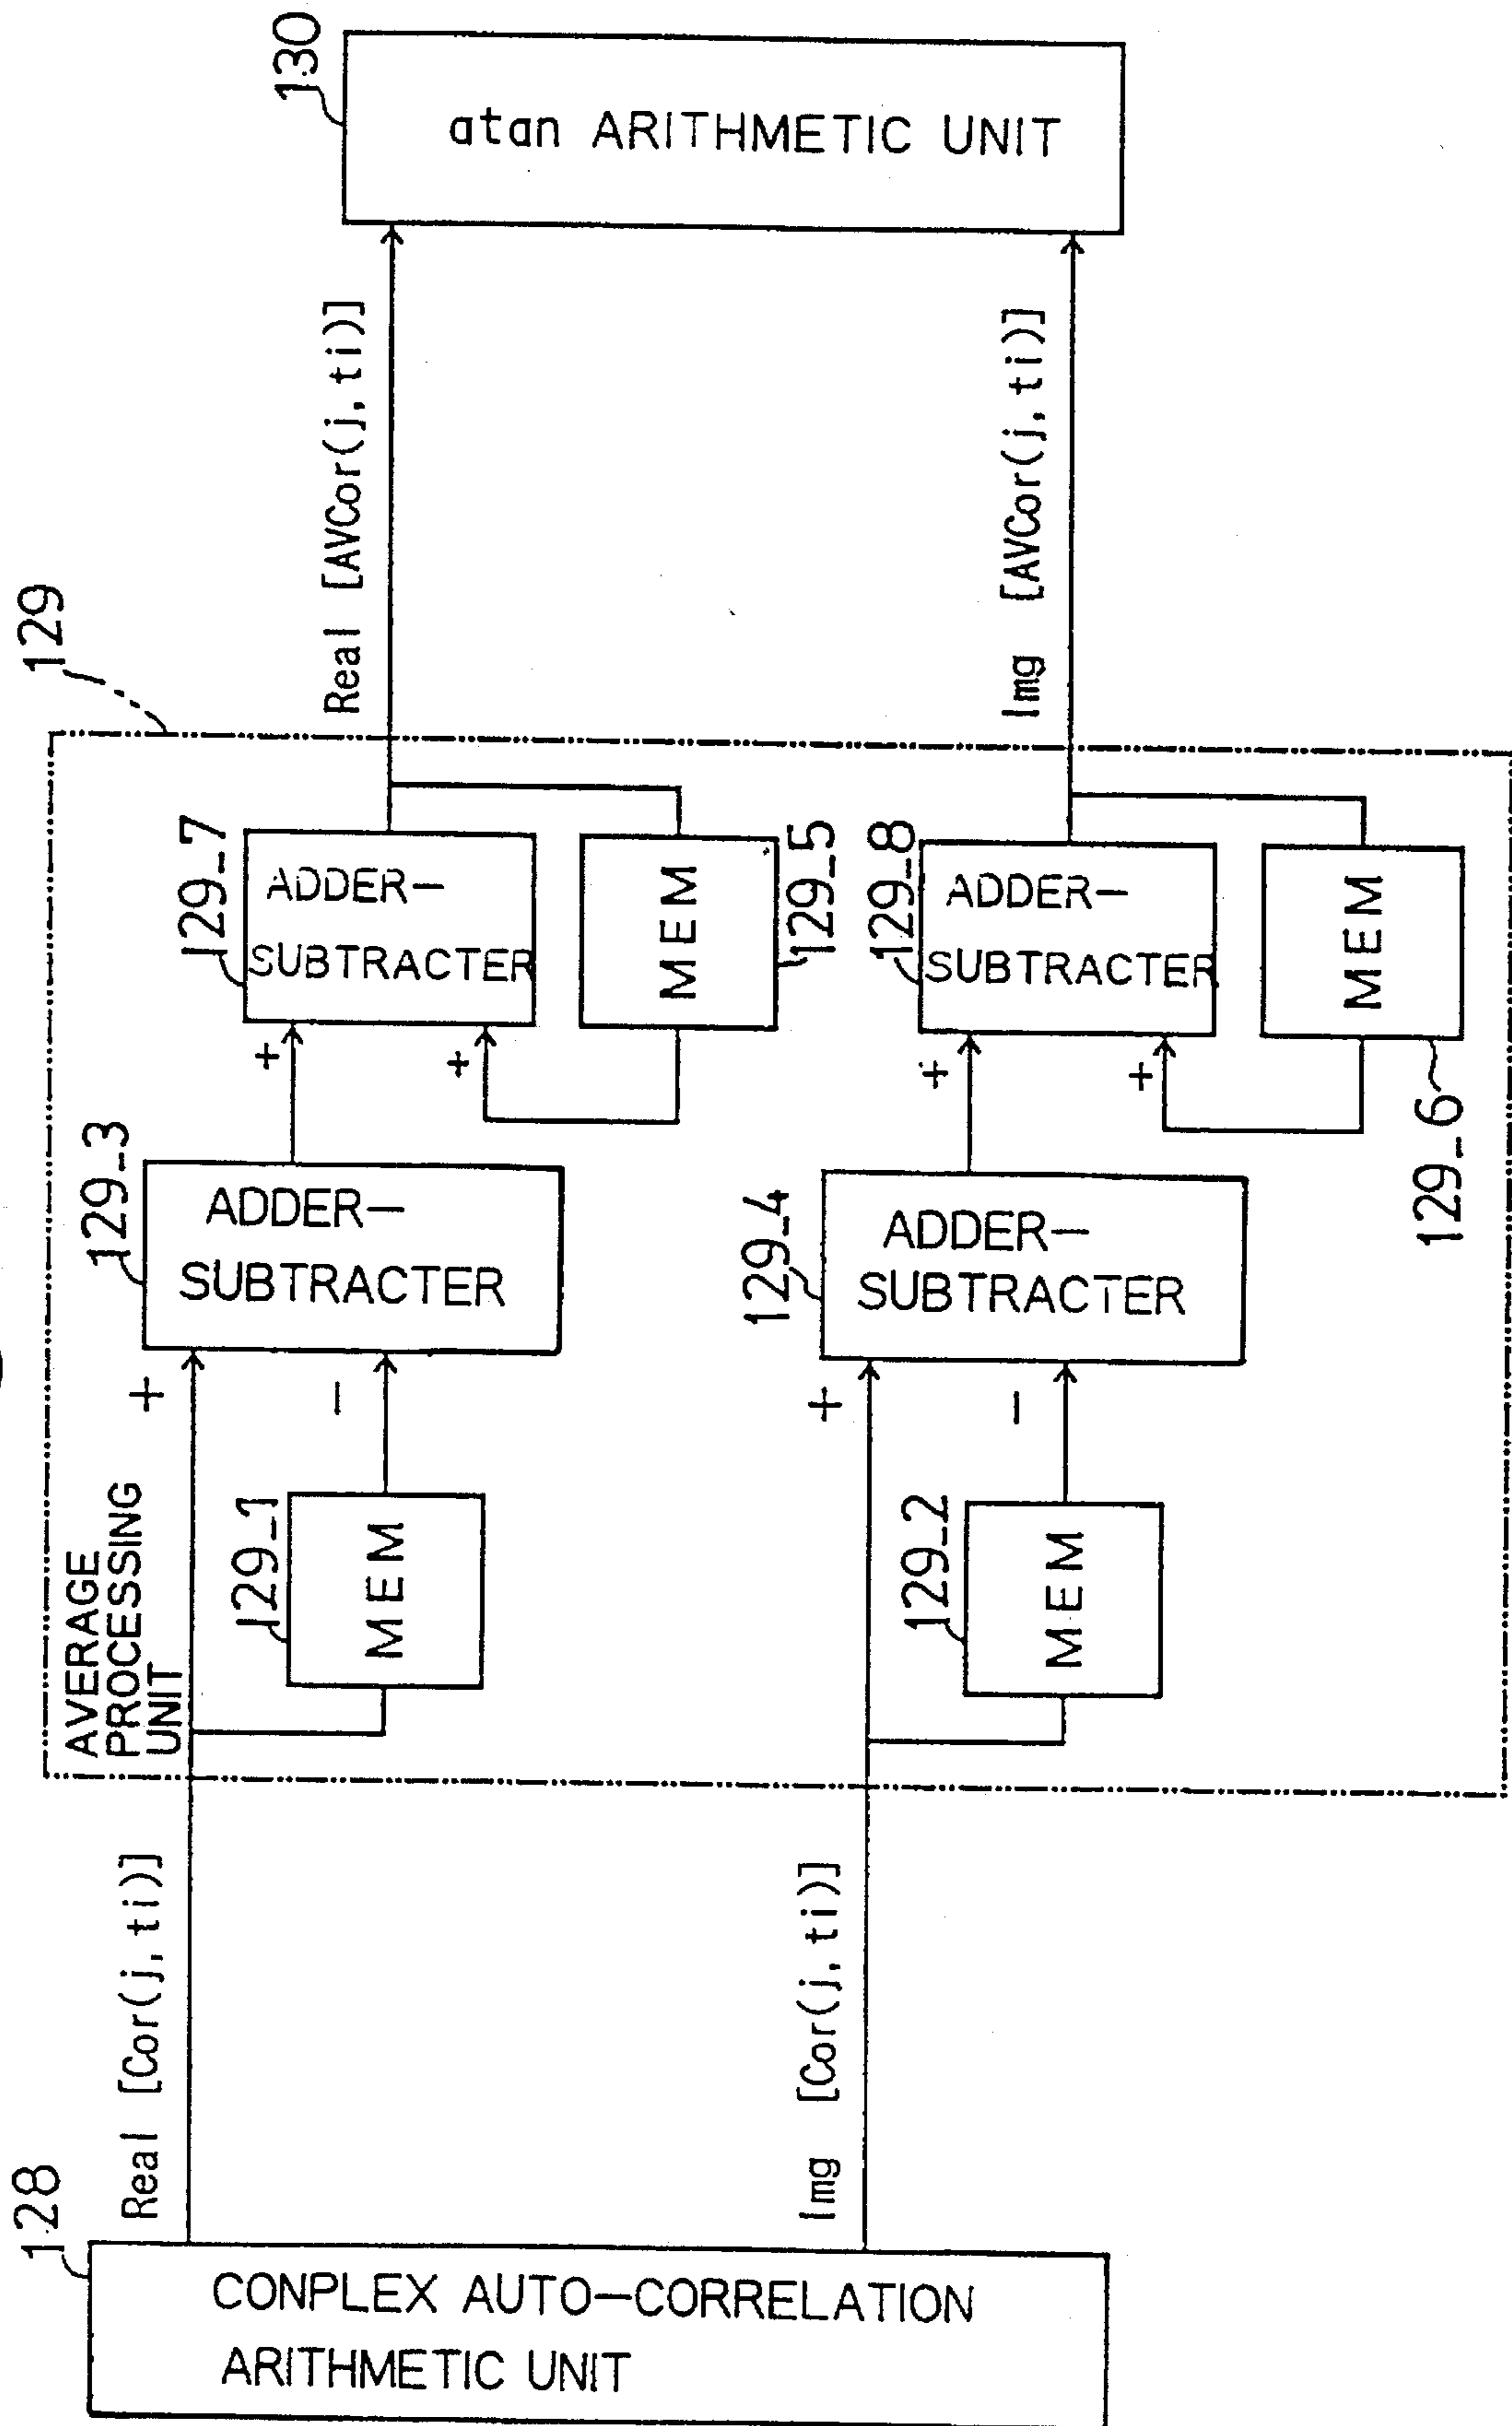 128
CONPLEX AUTO-CORRELATION
ARITHMETIC UNIT
Real [Cor(j,ti)]
Img [Cor(j,ti)]
129
AVERAGE
PROCESSING
UNIT
129_1
MEM
+
-
129_3
ADDER-
SUBTRACTER
+
+
129_7
ADDER-
SUBTRACTER
MEM
129_5
129_2
MEM
+
-
129_4
ADDER-
SUBTRACTER
+
+
129_8
ADDER-
SUBTRACTER
MEM
129_6
Real [AVCor(j,ti)]
Img [AVCor(j,ti)]
130
atan ARITHMETIC UNIT